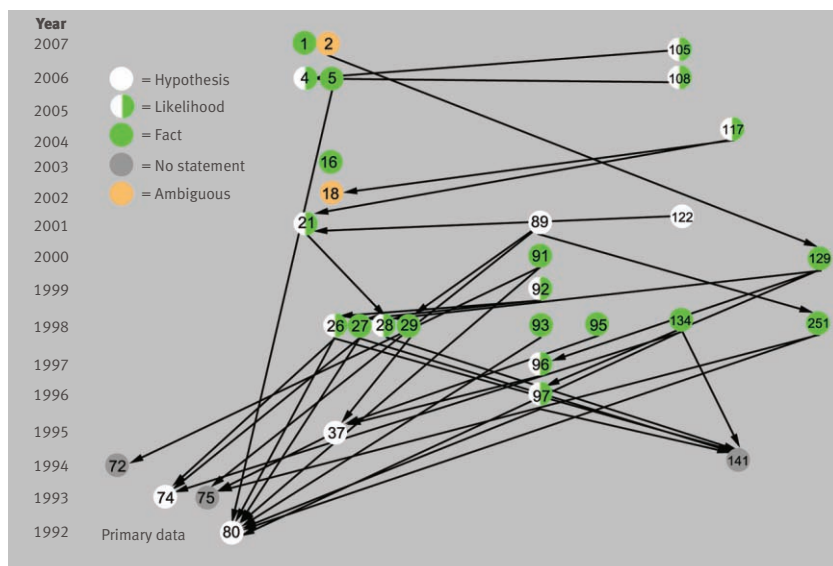 Year
2007 1 2 105
2006 4 5 108
= Hypothesis
2005 = Likelihood
2004 = Fact 117
2003 = No statement 16
2002 = Ambiguous 18
2001 21 89 122
2000 91 129
1999 92
1998 26 27 28 29 93 95 134 251
1997 96
1996 97
1995 37
1994 72 141
1993 74 75
1992 Primary data 80